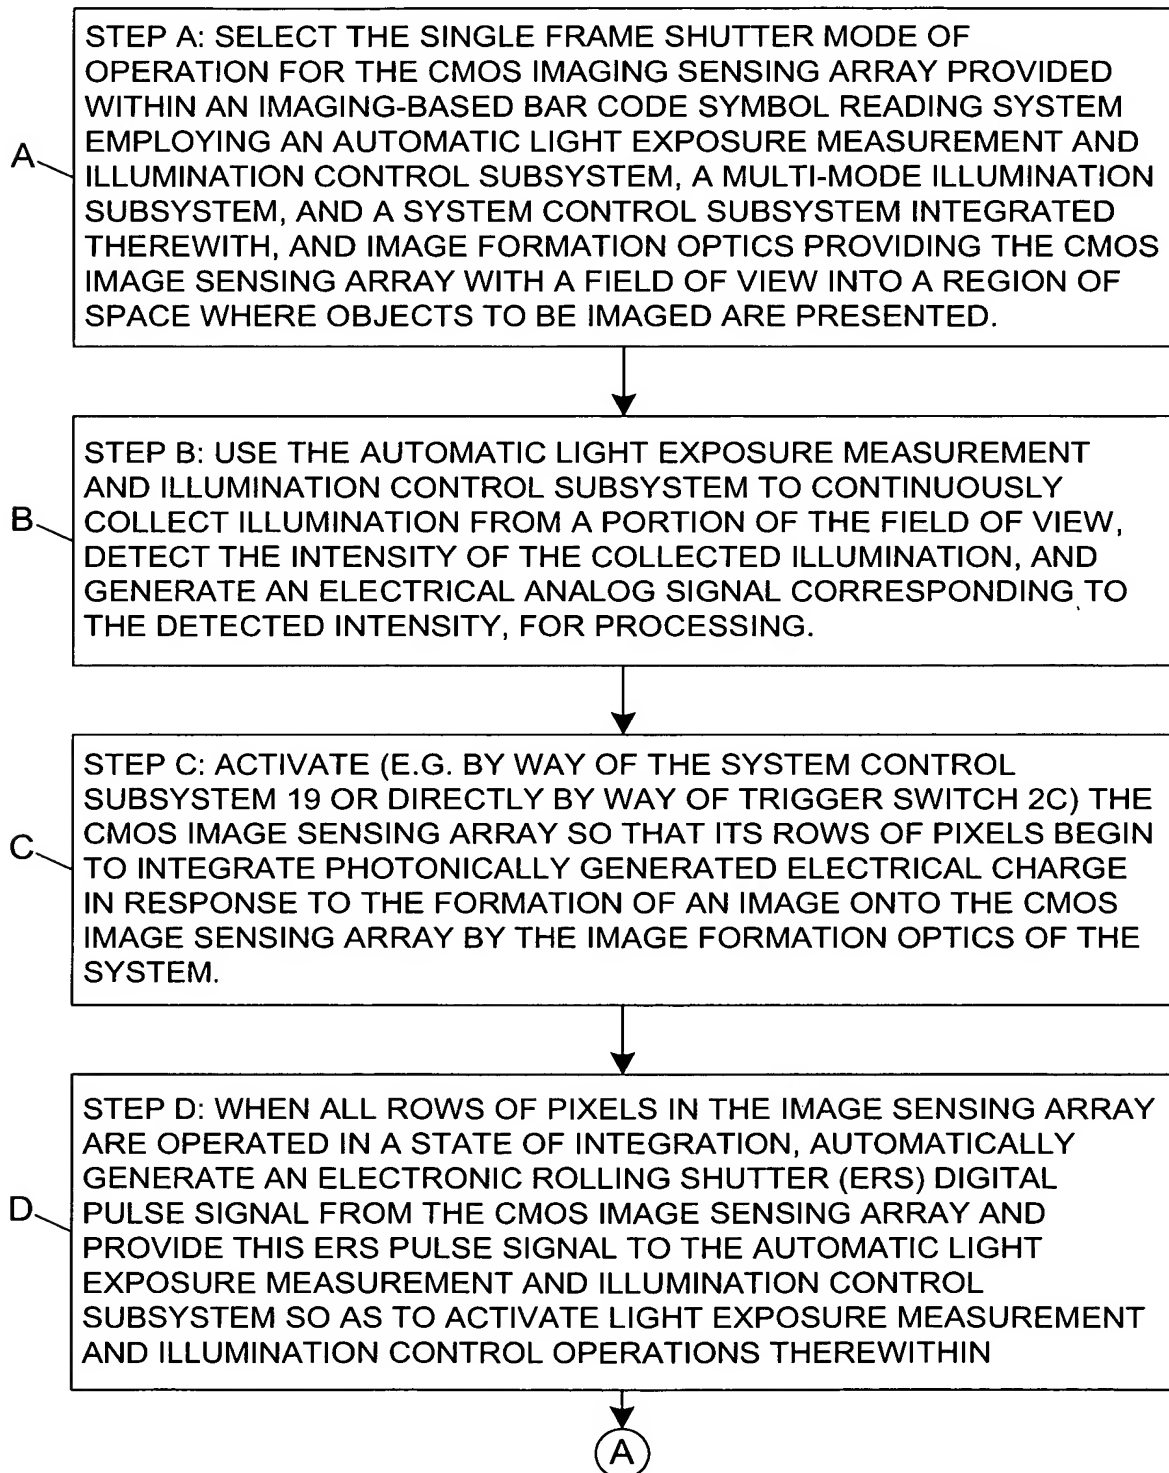 STEP A: SELECT THE SINGLE FRAME SHUTTER MODE OF
OPERATION FOR THE CMOS IMAGING SENSING ARRAY PROVIDED
WITHIN AN IMAGING-BASED BAR CODE SYMBOL READING SYSTEM
EMPLOYING AN AUTOMATIC LIGHT EXPOSURE MEASUREMENT AND
ILLUMINATION CONTROL SUBSYSTEM, A MULTI-MODE ILLUMINATION
SUBSYSTEM, AND A SYSTEM CONTROL SUBSYSTEM INTEGRATED
THEREWITH, AND IMAGE FORMATION OPTICS PROVIDING THE CMOS
IMAGE SENSING ARRAY WITH A FIELD OF VIEW INTO A REGION OF
SPACE WHERE OBJECTS TO BE IMAGED ARE PRESENTED.
A
STEP B: USE THE AUTOMATIC LIGHT EXPOSURE MEASUREMENT
AND ILLUMINATION CONTROL SUBSYSTEM TO CONTINUOUSLY
COLLECT ILLUMINATION FROM A PORTION OF THE FIELD OF VIEW,
DETECT THE INTENSITY OF THE COLLECTED ILLUMINATION, AND
GENERATE AN ELECTRICAL ANALOG SIGNAL CORRESPONDING TO
THE DETECTED INTENSITY, FOR PROCESSING.
B
STEP C: ACTIVATE (E.G. BY WAY OF THE SYSTEM CONTROL
SUBSYSTEM 19 OR DIRECTLY BY WAY OF TRIGGER SWITCH 2C) THE
CMOS IMAGE SENSING ARRAY SO THAT ITS ROWS OF PIXELS BEGIN
TO INTEGRATE PHOTONICALLY GENERATED ELECTRICAL CHARGE
IN RESPONSE TO THE FORMATION OF AN IMAGE ONTO THE CMOS
IMAGE SENSING ARRAY BY THE IMAGE FORMATION OPTICS OF THE
SYSTEM.
C
STEP D: WHEN ALL ROWS OF PIXELS IN THE IMAGE SENSING ARRAY
ARE OPERATED IN A STATE OF INTEGRATION, AUTOMATICALLY
GENERATE AN ELECTRONIC ROLLING SHUTTER (ERS) DIGITAL
PULSE SIGNAL FROM THE CMOS IMAGE SENSING ARRAY AND
PROVIDE THIS ERS PULSE SIGNAL TO THE AUTOMATIC LIGHT
EXPOSURE MEASUREMENT AND ILLUMINATION CONTROL
SUBSYSTEM SO AS TO ACTIVATE LIGHT EXPOSURE MEASUREMENT
AND ILLUMINATION CONTROL OPERATIONS THEREWITHIN
D
A